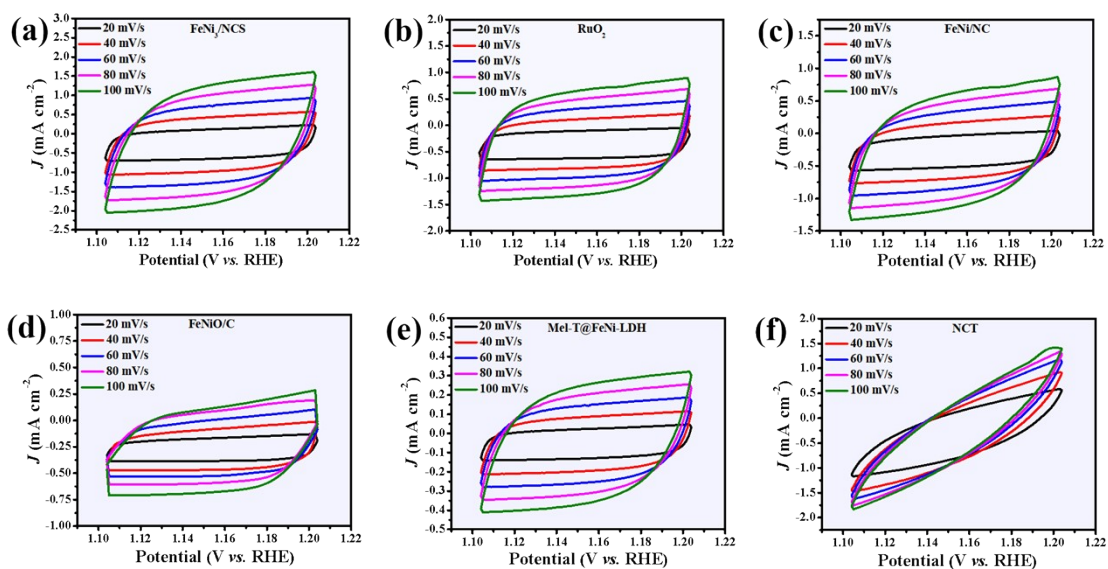 (a)
FeNi₃/NCS
20 mV/s
40 mV/s
60 mV/s
80 mV/s
100 mV/s
3.0
2.5
2.0
1.5
1.0
0.5
0.0
-0.5
-1.0
-1.5
-2.0
-2.5
J (mA cm⁻²)
1.10 1.12 1.14 1.16 1.18 1.20 1.22
Potential (V vs. RHE)
(b)
RuO₂
20 mV/s
40 mV/s
60 mV/s
80 mV/s
100 mV/s
2.0
1.5
1.0
0.5
0.0
-0.5
-1.0
-1.5
-2.0
J (mA cm⁻²)
1.10 1.12 1.14 1.16 1.18 1.20 1.22
Potential (V vs. RHE)
(c)
FeNi/NC
20 mV/s
40 mV/s
60 mV/s
80 mV/s
100 mV/s
1.5
1.0
0.5
0.0
-0.5
-1.0
-1.5
J (mA cm⁻²)
1.10 1.12 1.14 1.16 1.18 1.20 1.22
Potential (V vs. RHE)
(d)
FeNiO/C
20 mV/s
40 mV/s
60 mV/s
80 mV/s
100 mV/s
1.00
0.75
0.50
0.25
0.00
-0.25
-0.50
-0.75
-1.00
J (mA cm⁻²)
1.10 1.12 1.14 1.16 1.18 1.20 1.22
Potential (V vs. RHE)
(e)
Mel-T@FeNi-LDH
20 mV/s
40 mV/s
60 mV/s
80 mV/s
100 mV/s
0.6
0.5
0.4
0.3
0.2
0.1
0.0
-0.1
-0.2
-0.3
-0.4
-0.5
J (mA cm⁻²)
1.10 1.12 1.14 1.16 1.18 1.20 1.22
Potential (V vs. RHE)
(f)
NCT
20 mV/s
40 mV/s
60 mV/s
80 mV/s
100 mV/s
2.0
1.5
1.0
0.5
0.0
-0.5
-1.0
-1.5
-2.0
J (mA cm⁻²)
1.10 1.12 1.14 1.16 1.18 1.20 1.22
Potential (V vs. RHE)